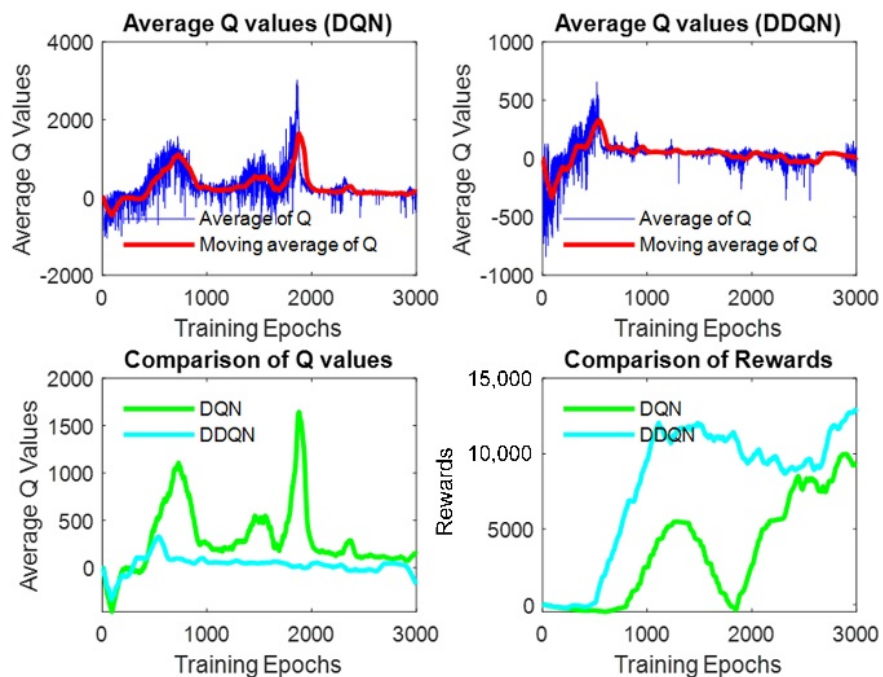 Average Q values (DQN)
4000
2000
0
-2000
Average Q Values
Average of Q
Moving average of Q
0
1000
2000
3000
Training Epochs
Average Q values (DDQN)
1000
500
0
-500
-1000
Average Q Values
Average of Q
Moving average of Q
0
1000
2000
3000
Training Epochs
Comparison of Q values
2000
1500
1000
500
0
Average Q Values
DQN
DDQN
0
1000
2000
3000
Training Epochs
Comparison of Rewards
15,000
10,000
5000
0
Rewards
DQN
DDQN
0
1000
2000
3000
Training Epochs